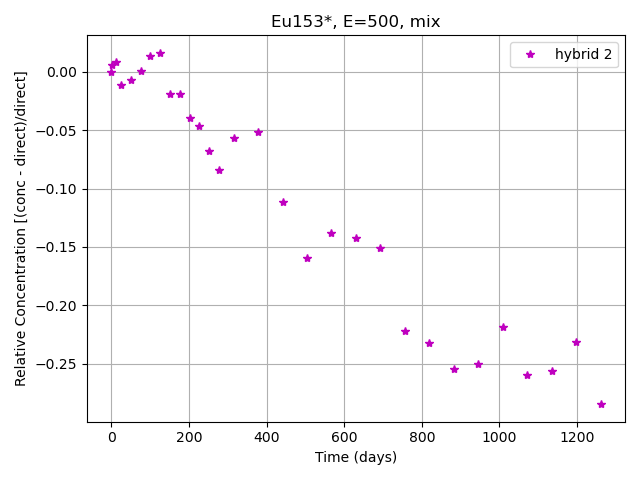 Eu153*, E=500, mix
hybrid 2
0.00
−0.05
−0.10
−0.15
−0.20
−0.25
Relative Concentration [(conc - direct)/direct]
0 200 400 600 800 1000 1200
Time (days)